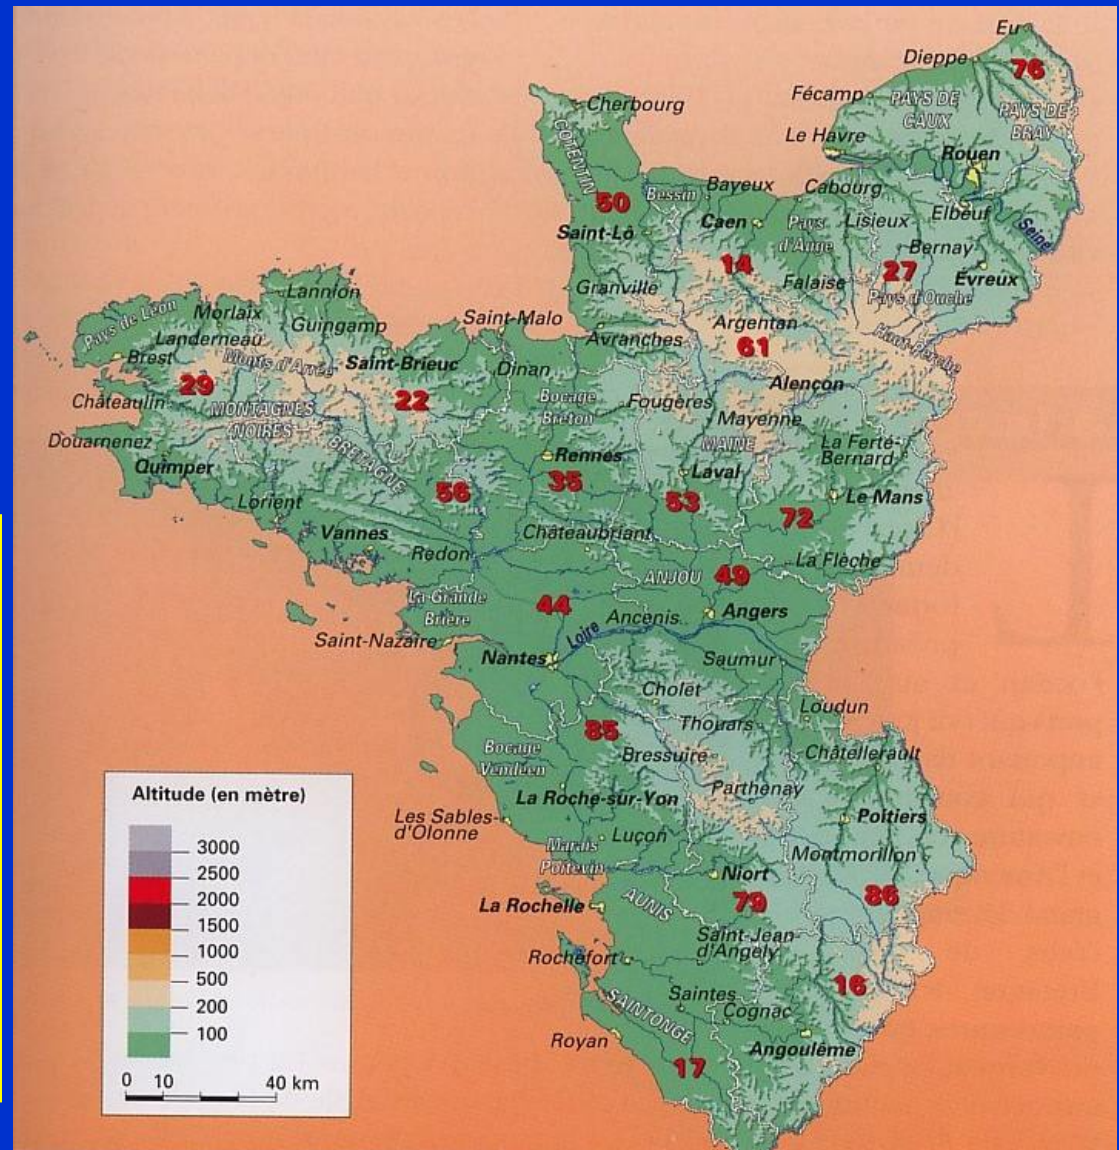 Eu
Dieppe
76
Fécamp
PAYS DE
CAUX
PAYS DE
BRAY
Cherbourg
COTENTIN
Le Havre
Rouen
Bessin
Bayeux
Cabourg
50
Caen
Pays
d'Auge
Lisieux
Elbeuf
Seine
Saint-Lô
Bernay
14
27
Évreux
Granville
Falaise
Pays d'Ouche
Lannion
Pays de Léon
Morlaix
Guingamp
Saint-Malo
Argentan
Avranches
Haut-Perche
Landerneau
61
Brest
Monts d'Arrée
Saint-Brieuc
Dinan
Alençon
29
22
Châteaulin
MONTAGNES
NOIRES
Bocage
Breton
Fougères
Mayenne
MAINE
La Ferté-
Bernard
Douarnenez
BRETAGNE
Quimper
Rennes
Laval
35
56
53
Le Mans
72
Lorient
Vannes
Châteaubriant
Redon
La Flèche
ANJOU
49
La Grande
Brière
44
Ancenis
Angers
Loire
Saint-Nazaire
Nantes
Saumur
Cholet
Loudun
Thouars
85
Bocage
Vendéen
Bressuire
Châtellerault
Parthenay
La Roche-sur-Yon
Les Sables-
d'Olonne
Poitiers
Luçon
Marais
Poitevin
Montmorillon
Niort
AUNIS
79
86
La Rochelle
Saint-Jean
d'Angely
Rochefort
16
SAINTONGE
Saintes
Cognac
Royan
Angoulême
17
Altitude (en mètre)
3000
2500
2000
1500
1000
500
200
100
0 10 40 km